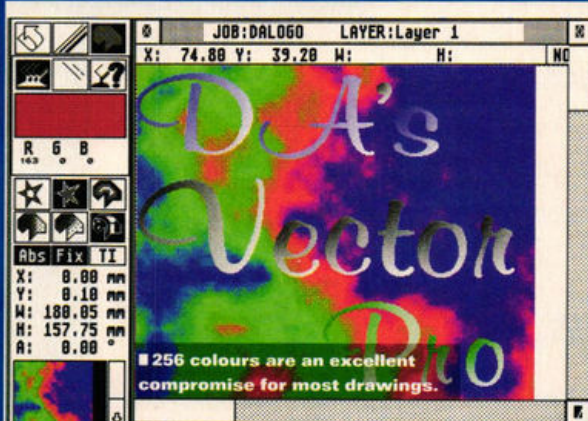 JOB:DALOGO LAYER:Layer 1
X: 74.80 Y: 39.20 W: H: NO
R G B
163 0 0
Abs Fix TI
X: 0.00 mm
Y: 0.10 mm
W: 180.05 mm
H: 157.75 mm
A: 0.00 °
DA's
Vector
Pro
256 colours are an excellent
compromise for most drawings.